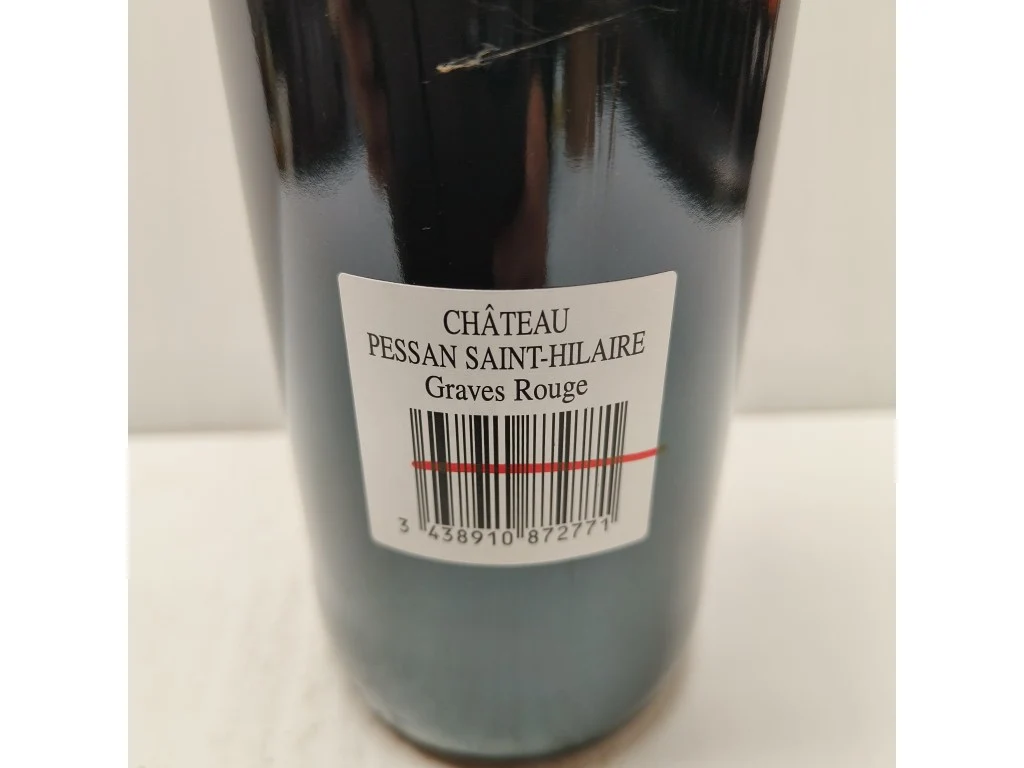 CHÂTEAU
PESSAN SAINT-HILAIRE
Graves Rouge
3 438910 872771